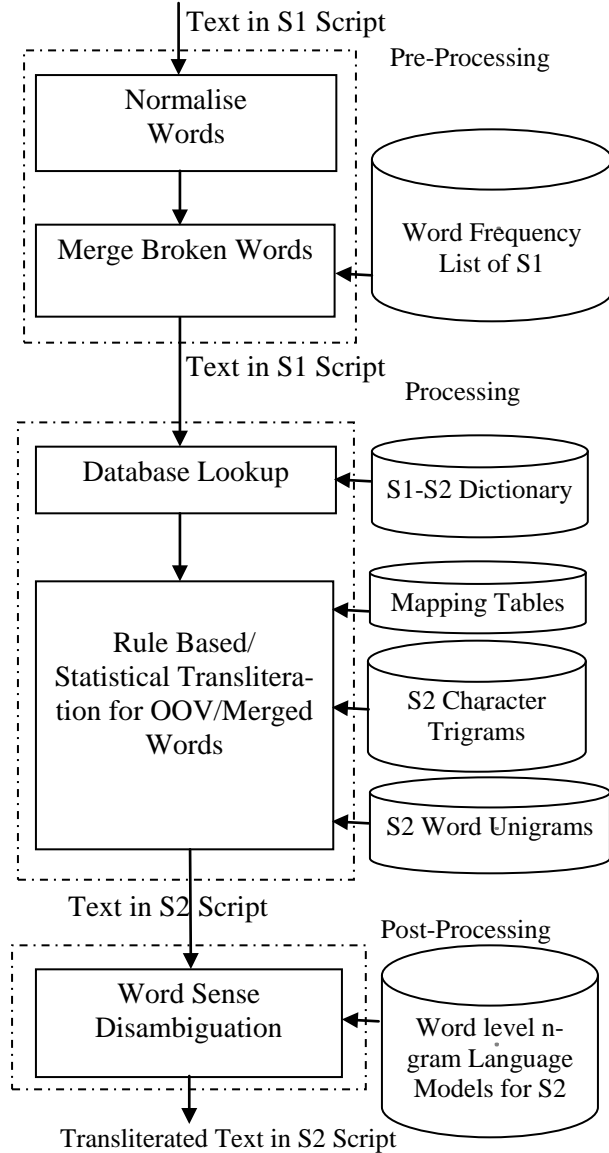 Text in S1 Script
Pre-Processing
Normalise
Words
Merge Broken Words
Word Frequency
List of S1
Text in S1 Script
Processing
Database Lookup
S1-S2 Dictionary
Mapping Tables
Rule Based/
Statistical Translitera-
tion for OOV/Merged
Words
S2 Character
Trigrams
S2 Word Unigrams
Text in S2 Script
Post-Processing
Word Sense
Disambiguation
Word level n-
gram Language
Models for S2
Transliterated Text in S2 Script